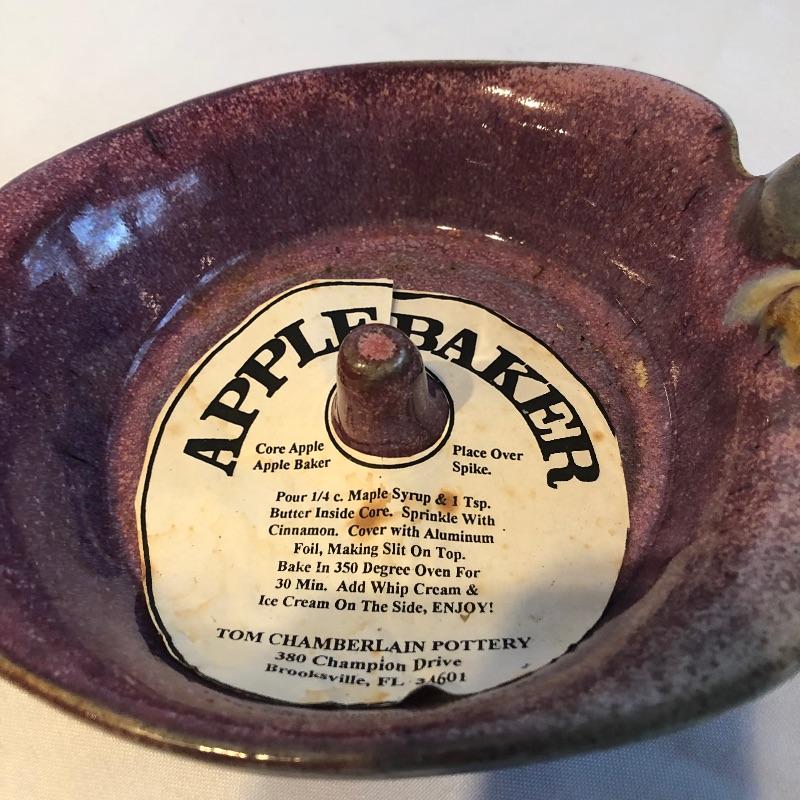 APPLE BAKER
Core Apple Place Over
Apple Baker Spike.
Pour 1/4 c. Maple Syrup & 1 Tsp.
Butter Inside Core. Sprinkle With
Cinnamon. Cover with Aluminum
Foil, Making Slit On Top.
Bake In 350 Degree Oven For
30 Min. Add Whip Cream &
Ice Cream On The Side, ENJOY!
TOM CHAMBERLAIN POTTERY
380 Champion Drive
Brooksville, FL 34601